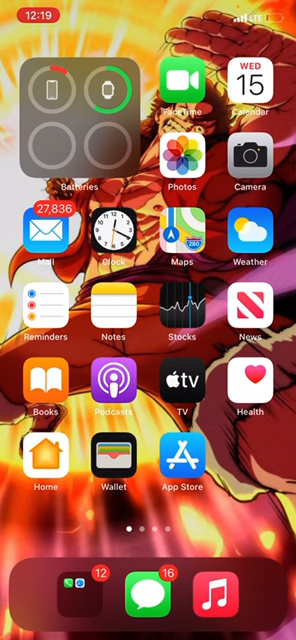 12:19
LTE
WED
15
FaceTime
Calendar
Batteries
Photos
Camera
27,836
280
Mail
Clock
Maps
Weather
Reminders
Notes
Stocks
News
tv
Books
Podcasts
TV
Health
Home
Wallet
App Store
12
16